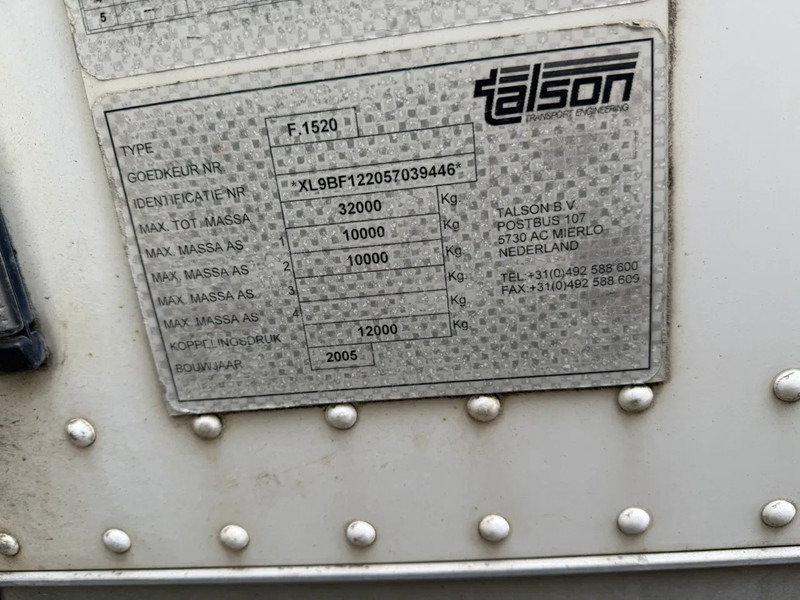 5 --
talson
TRANSPORT ENGINEERING
TYPE F.1520
GOEDKEUR NR
IDENTIFICATIE NR *XL9BF122057039446*
MAX. TOT. MASSA 32000 Kg
MAX. MASSA AS 1 10000 Kg
MAX. MASSA AS 2 10000 Kg
MAX. MASSA AS 3 Kg
MAX. MASSA AS 4 Kg
KOPPELINGSDRUK 12000 Kg
BOUWJAAR 2005
TALSON B.V.
POSTBUS 107
5730 AC MIERLO
NEDERLAND
TEL.+31(0)492 588 600
FAX.+31(0)492 588 609